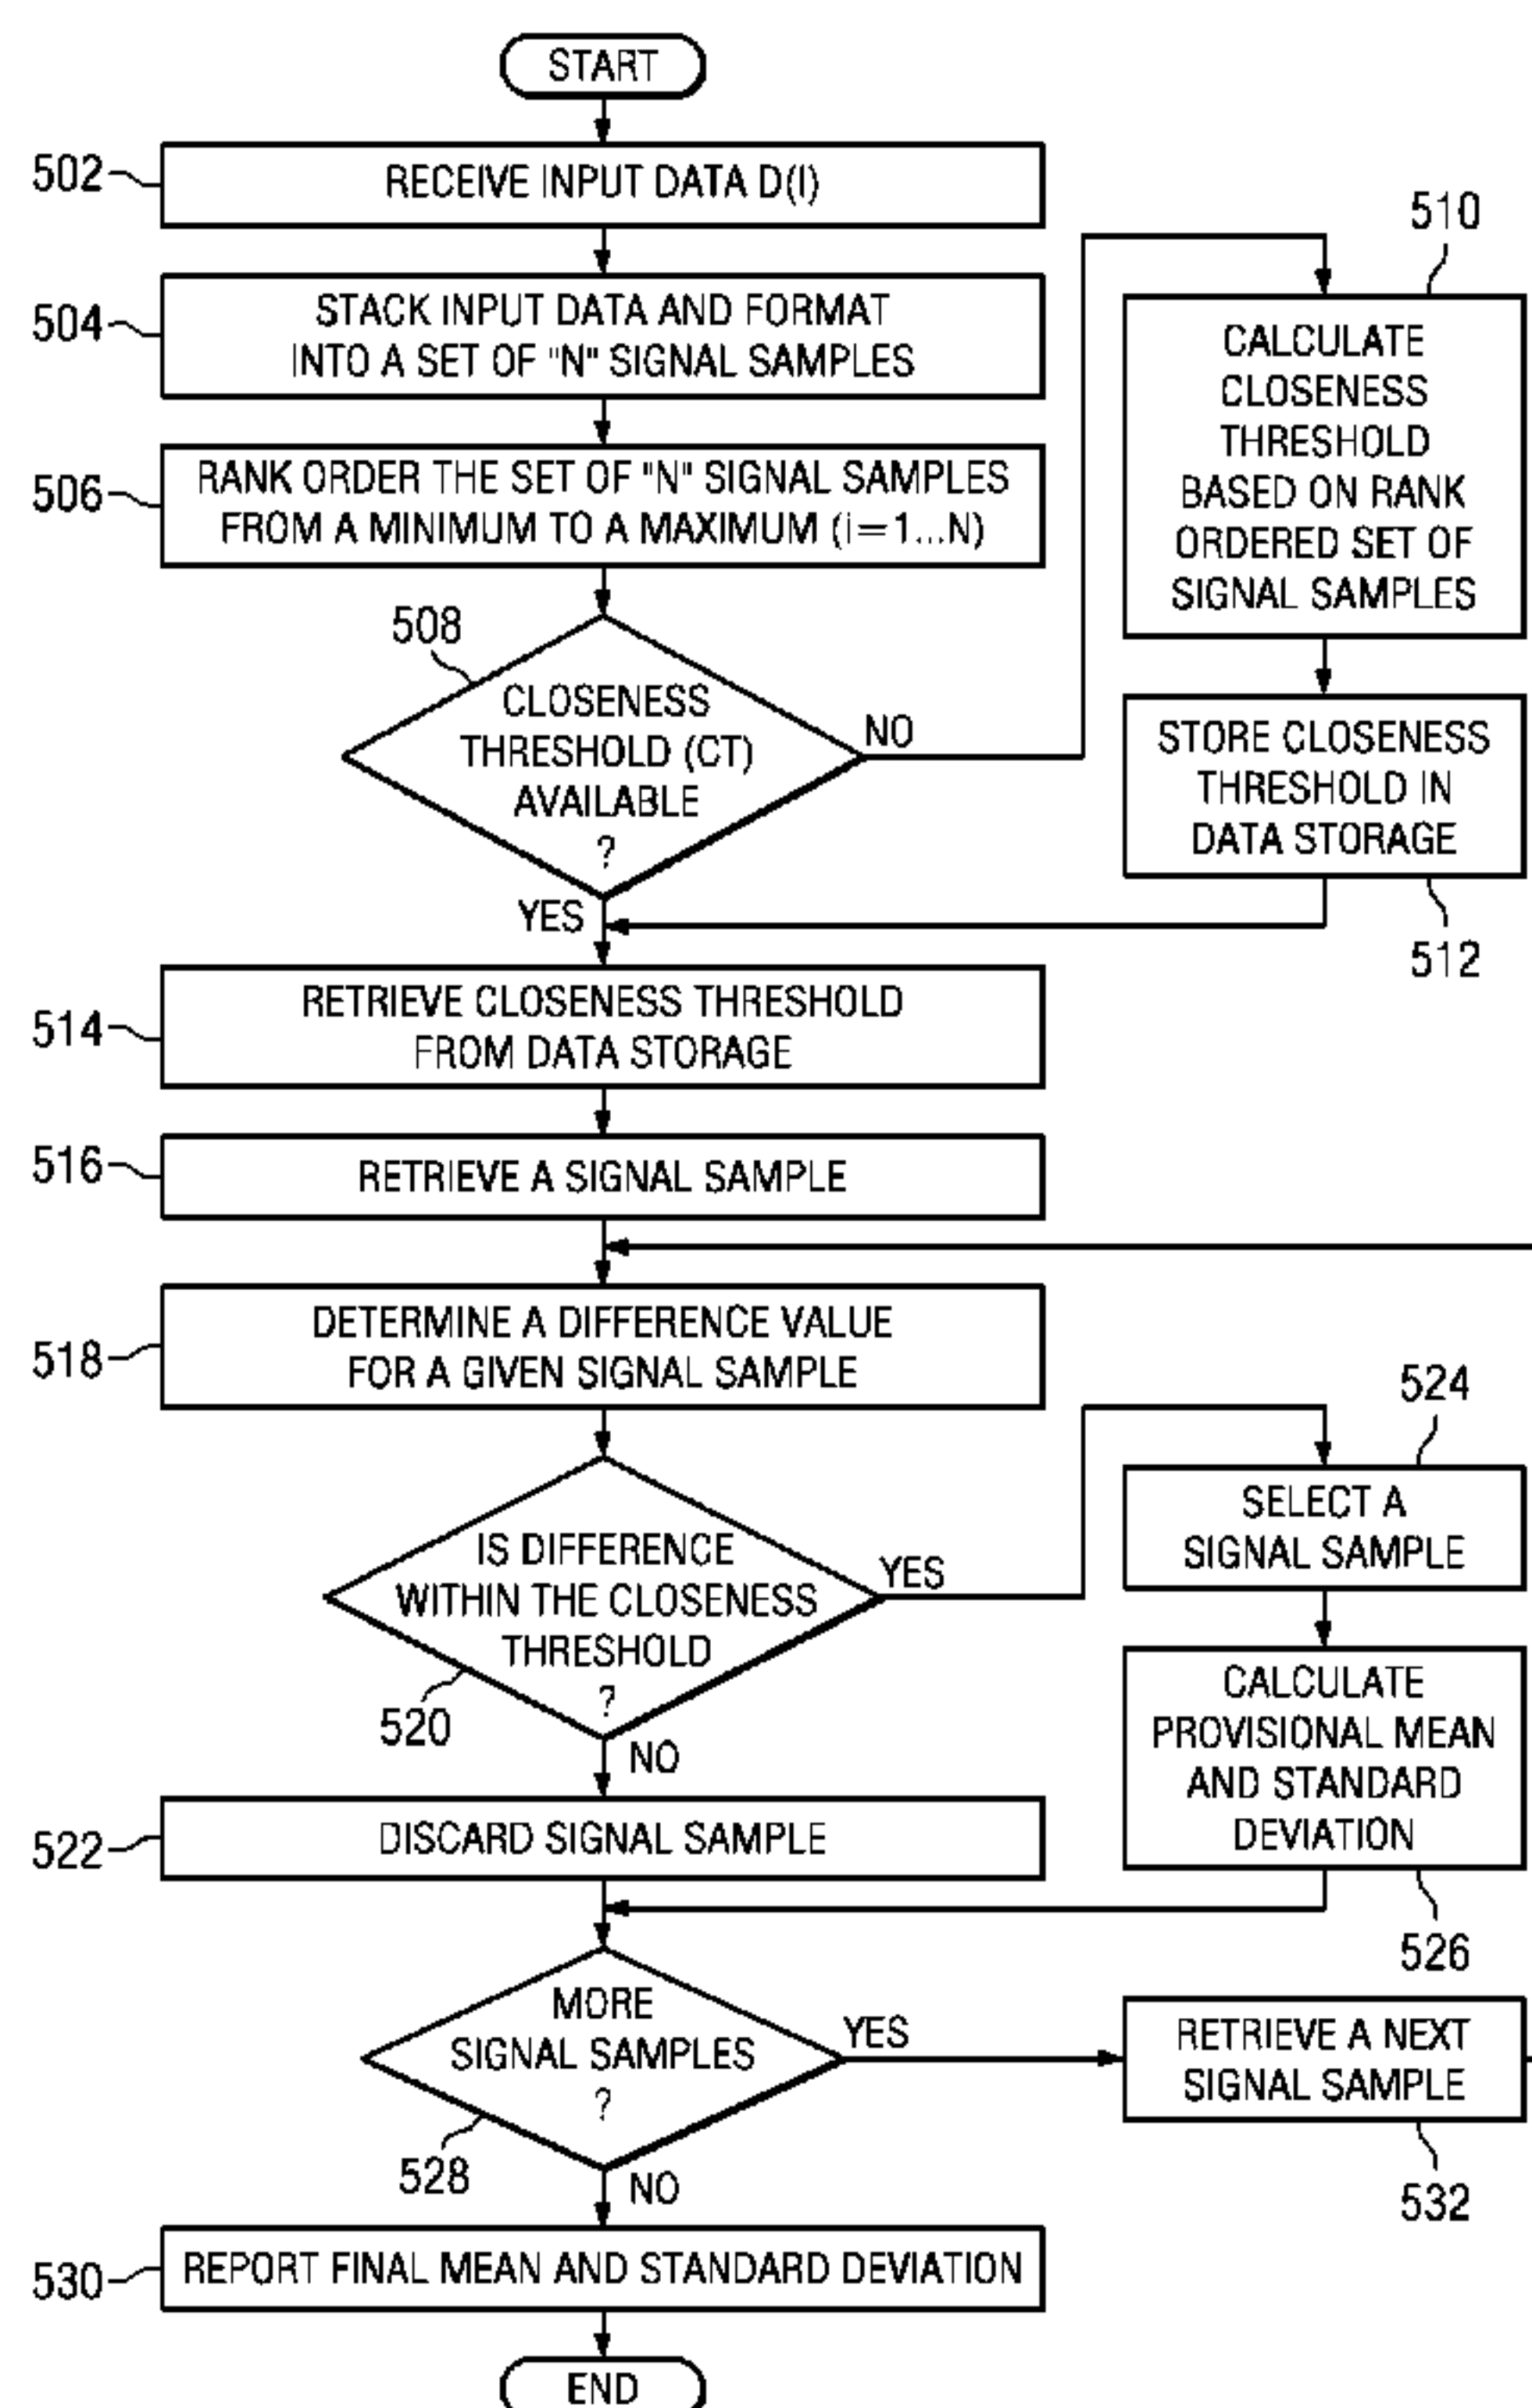 START
502
RECEIVE INPUT DATA D(I)
504
STACK INPUT DATA AND FORMAT
INTO A SET OF "N" SIGNAL SAMPLES
506
RANK ORDER THE SET OF "N" SIGNAL SAMPLES
FROM A MINIMUM TO A MAXIMUM (i=1...N)
508
CLOSENESS
THRESHOLD (CT)
AVAILABLE
?
NO
YES
510
CALCULATE
CLOSENESS
THRESHOLD
BASED ON RANK
ORDERED SET OF
SIGNAL SAMPLES
STORE CLOSENESS
THRESHOLD IN
DATA STORAGE
512
514
RETRIEVE CLOSENESS THRESHOLD
FROM DATA STORAGE
516
RETRIEVE A SIGNAL SAMPLE
518
DETERMINE A DIFFERENCE VALUE
FOR A GIVEN SIGNAL SAMPLE
IS DIFFERENCE
WITHIN THE CLOSENESS
THRESHOLD
?
520
YES
NO
524
SELECT A
SIGNAL SAMPLE
CALCULATE
PROVISIONAL MEAN
AND STANDARD
DEVIATION
526
522
DISCARD SIGNAL SAMPLE
MORE
SIGNAL SAMPLES
?
528
YES
NO
RETRIEVE A NEXT
SIGNAL SAMPLE
532
530
REPORT FINAL MEAN AND STANDARD DEVIATION
END